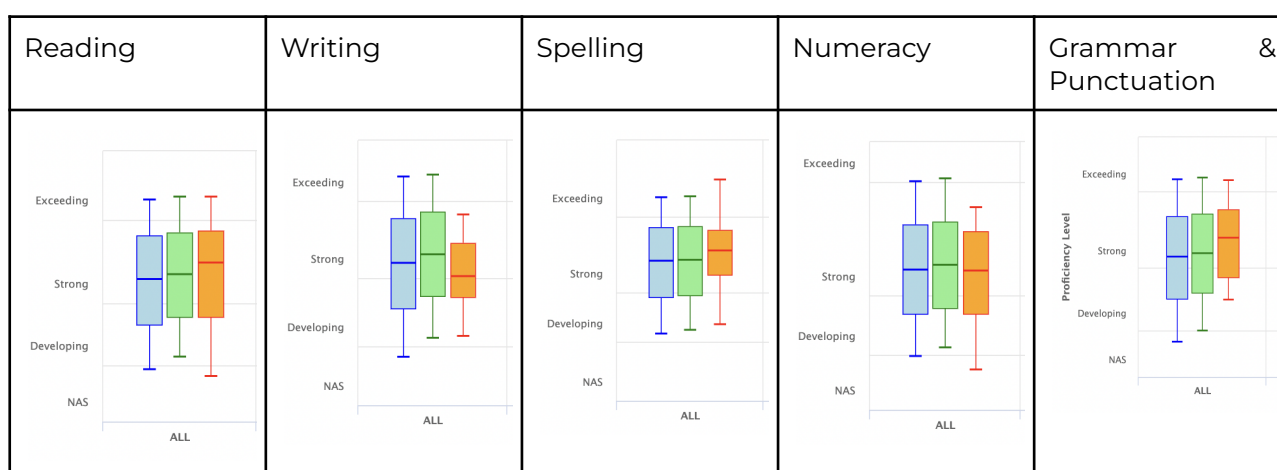 Reading
Writing
Spelling
Numeracy
Grammar &
Punctuation
Exceeding
Strong
Developing
NAS
ALL
Exceeding
Strong
Developing
NAS
ALL
Exceeding
Strong
Developing
NAS
ALL
Exceeding
Strong
Developing
NAS
ALL
Proficiency Level
Exceeding
Strong
Developing
NAS
ALL